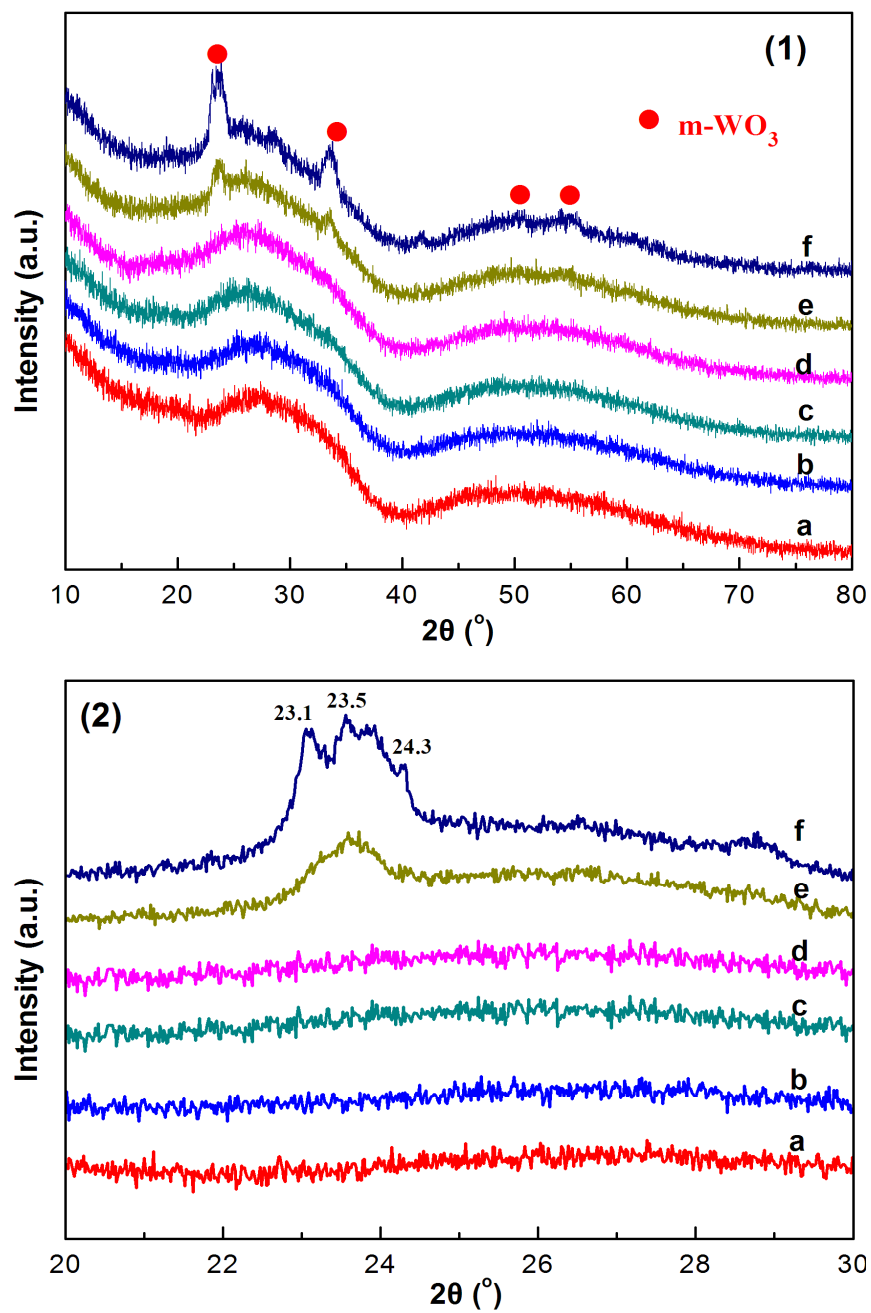 (1)
m-WO3
f
e
d
c
b
a
Intensity (a.u.)
10 20 30 40 50 60 70 80
2θ (°)
(2)
23.1
23.5
24.3
f
e
d
c
b
a
Intensity (a.u.)
20 22 24 26 28 30
2θ (°)